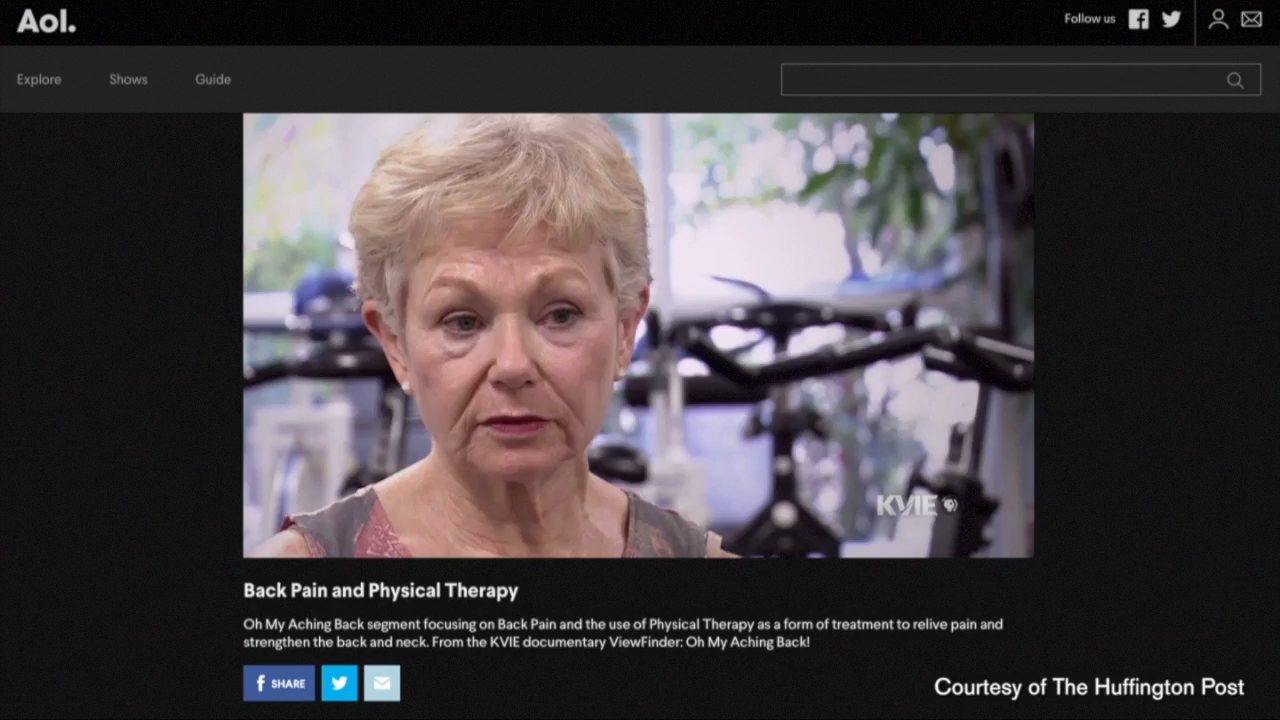 Aol.
Follow us
Explore Shows Guide
KVIE
Back Pain and Physical Therapy
Oh My Aching Back segment focusing on Back Pain and the use of Physical Therapy as a form of treatment to relive pain and
strengthen the back and neck. From the KVIE documentary ViewFinder: Oh My Aching Back!
f SHARE
Courtesy of The Huffington Post